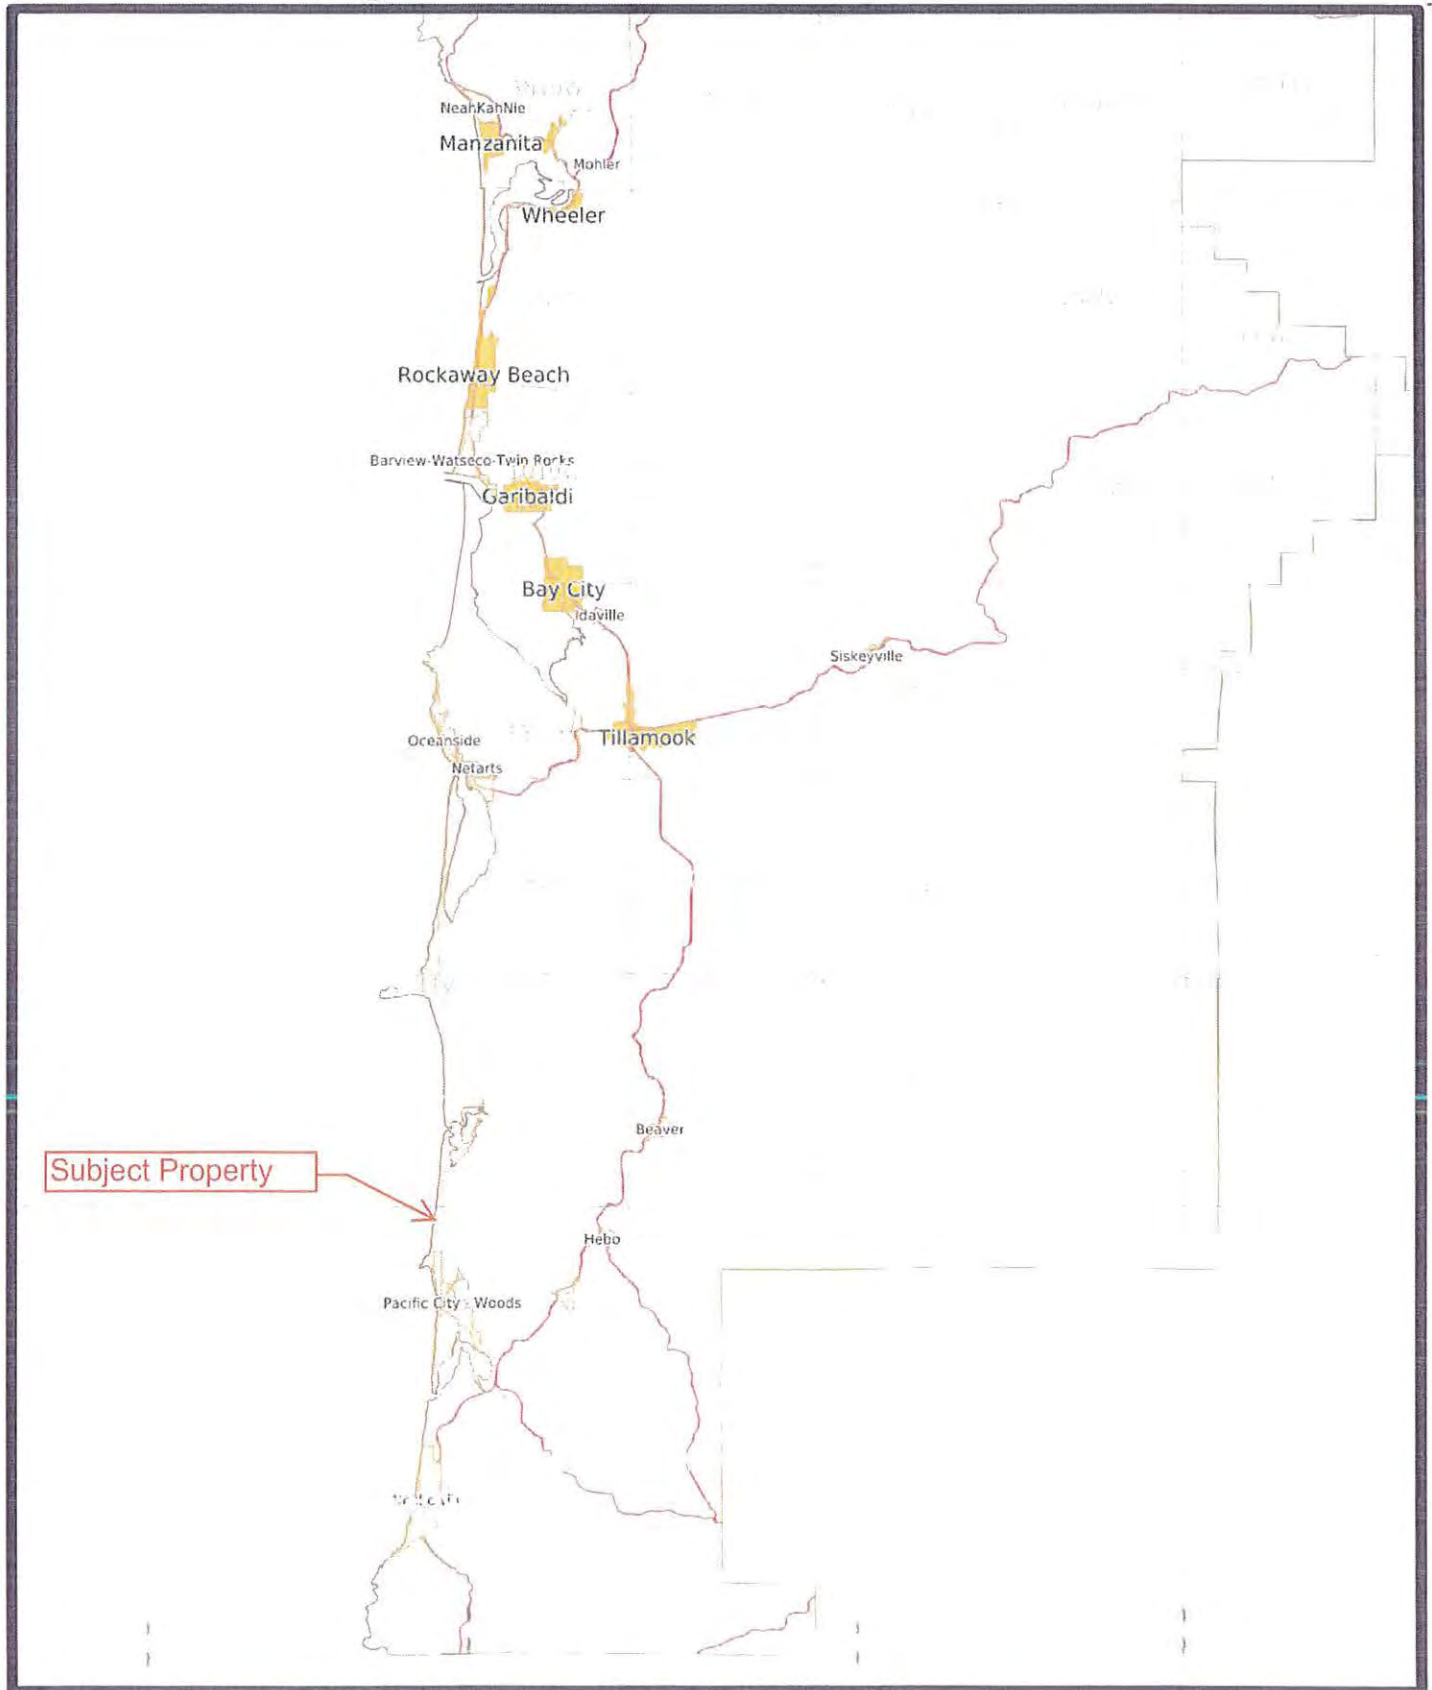 NeahKahNie
Manzanita
Mohler
Wheeler
Rockaway Beach
Barview-Watseco-Twin Rocks
Garibaldi
Bay City
Idaville
Siskeyville
Oceanside
Tillamook
Netarts
Beaver
Subject Property
Hebo
Pacific City - Woods